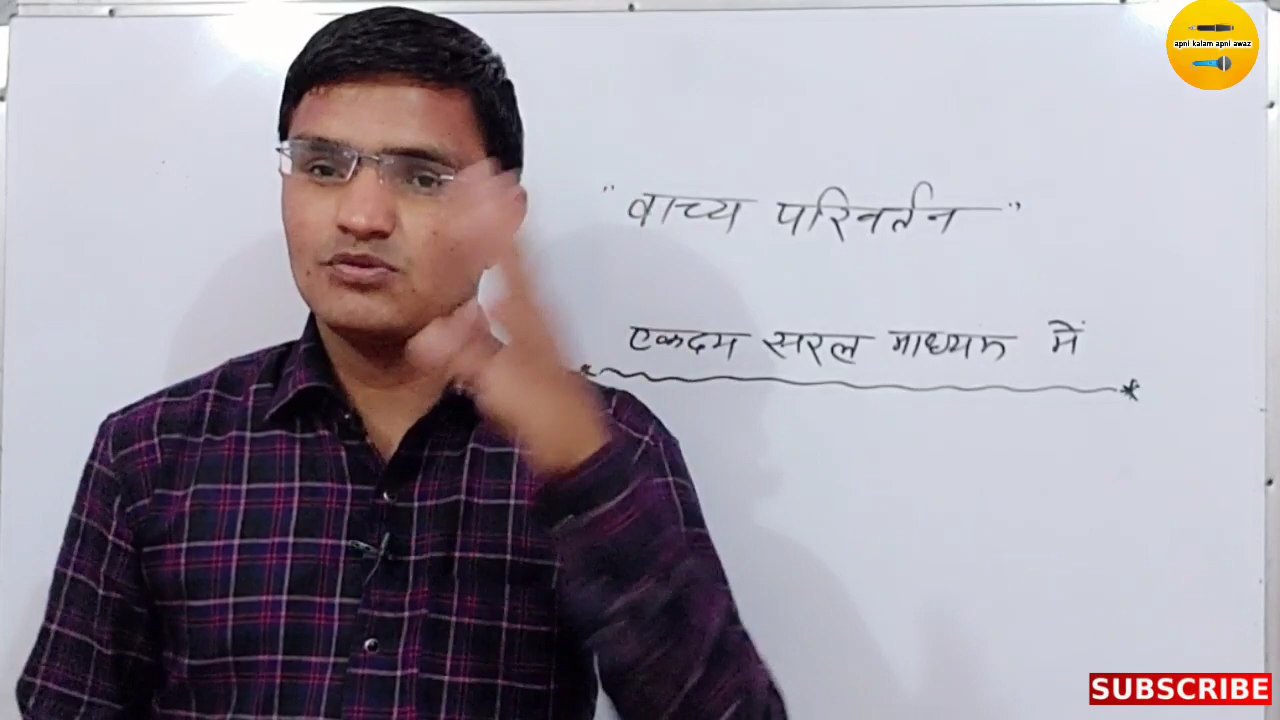 apni kalam apni awaz
"वाच्य परिवर्तन"
एकदम सरल माध्यम में
SUBSCRIBE